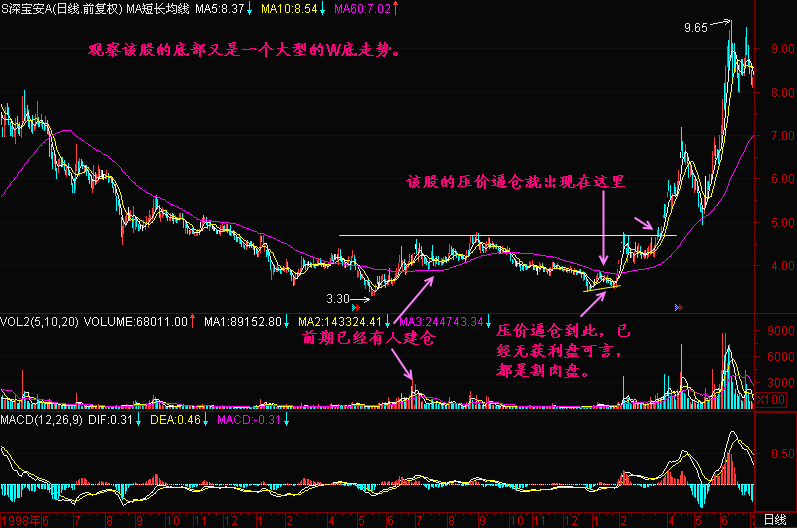 S深宝安A(日线.前复权) MA短长均线 MA5:8.37↓ MA10:8.54↓ MA60:7.02↑
观察该股的底部又是一个大型的W底走势。
9.65
9.00
8.00
7.00
该股的压价逼仓就出现在这里
6.00
5.00
4.00
3.30
VOL2(5,10,20) VOLUME:68011.00↑ MA1:89152.80↓ MA2:143324.41↓ MA3:244743.34↓
前期已经有人建仓
压价逼仓到此，已
经无获利盘可言，
都是割肉盘。
9000
6000
3000
X100
MACD(12,26,9) DIF:0.31↓ DEA:0.46↓ MACD:-0.31↓
0.50
1998年6 7 8 9 10 11 12 1 2 3 4 5 6 7 8 9 10 11 12 1 2 3 4 5 6 7 日线